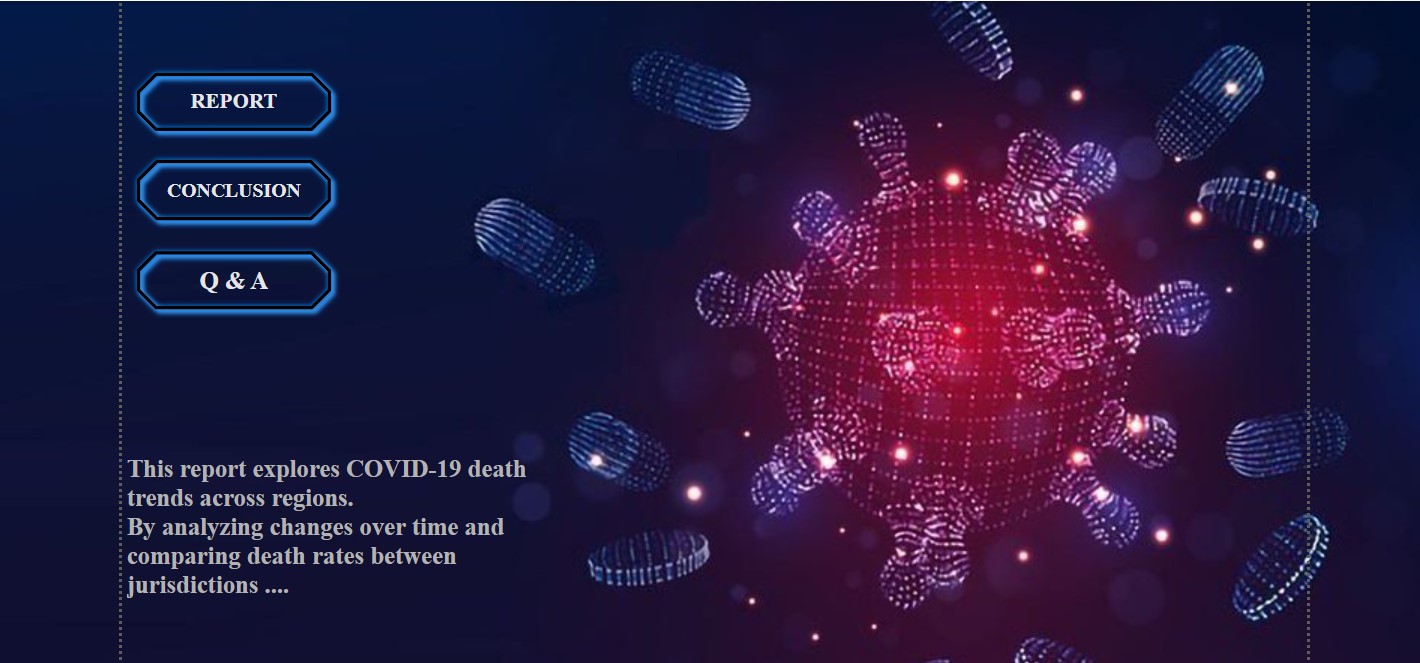 REPORT
CONCLUSION
Q & A
This report explores COVID-19 death
trends across regions.
By analyzing changes over time and
comparing death rates between
jurisdictions ....